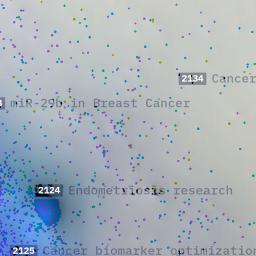 2134 Cancer
miR-29b in Breast Cancer
2124 Endometriosis research
2125 Cancer biomarker optimization